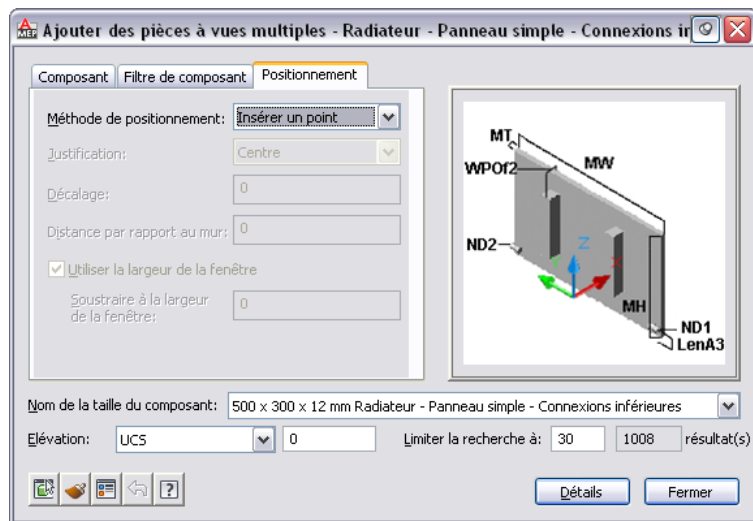 MEP Ajouter des pièces à vues multiples - Radiateur - Panneau simple - Connexions in
Composant Filtre de composant Positionnement
Méthode de positionnement: Insérer un point
Justification: Centre
Décalage: 0
Distance par rapport au mur: 0
Utiliser la largeur de la fenêtre
Soustraire à la largeur
de la fenêtre: 0
MT
MW
WPOf2
ND2
Z
Y
X
MH
ND1
LenA3
Nom de la taille du composant: 500 x 300 x 12 mm Radiateur - Panneau simple - Connexions inférieures
Elévation: UCS 0 Limiter la recherche à: 30 1008 résultat(s)
? Détails Fermer